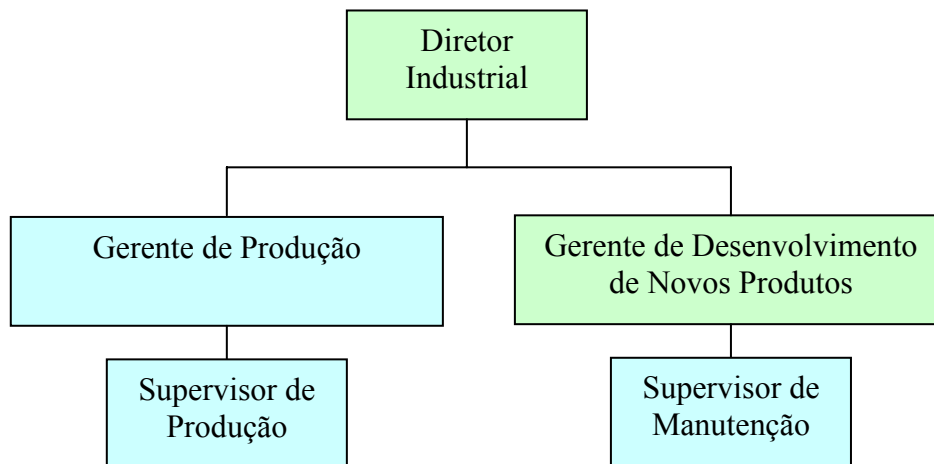 Diretor
Industrial
Gerente de Produção
Gerente de Desenvolvimento
de Novos Produtos
Supervisor de
Produção
Supervisor de
Manutenção